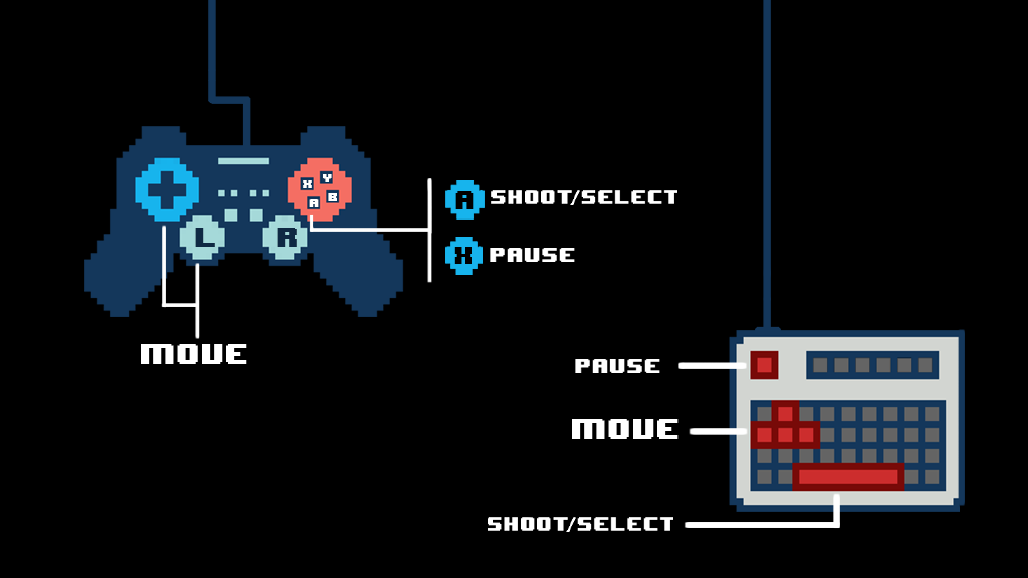 X Y
A B
L R
A SHOOT/SELECT
X PAUSE
MOVE
PAUSE
MOVE
SHOOT/SELECT